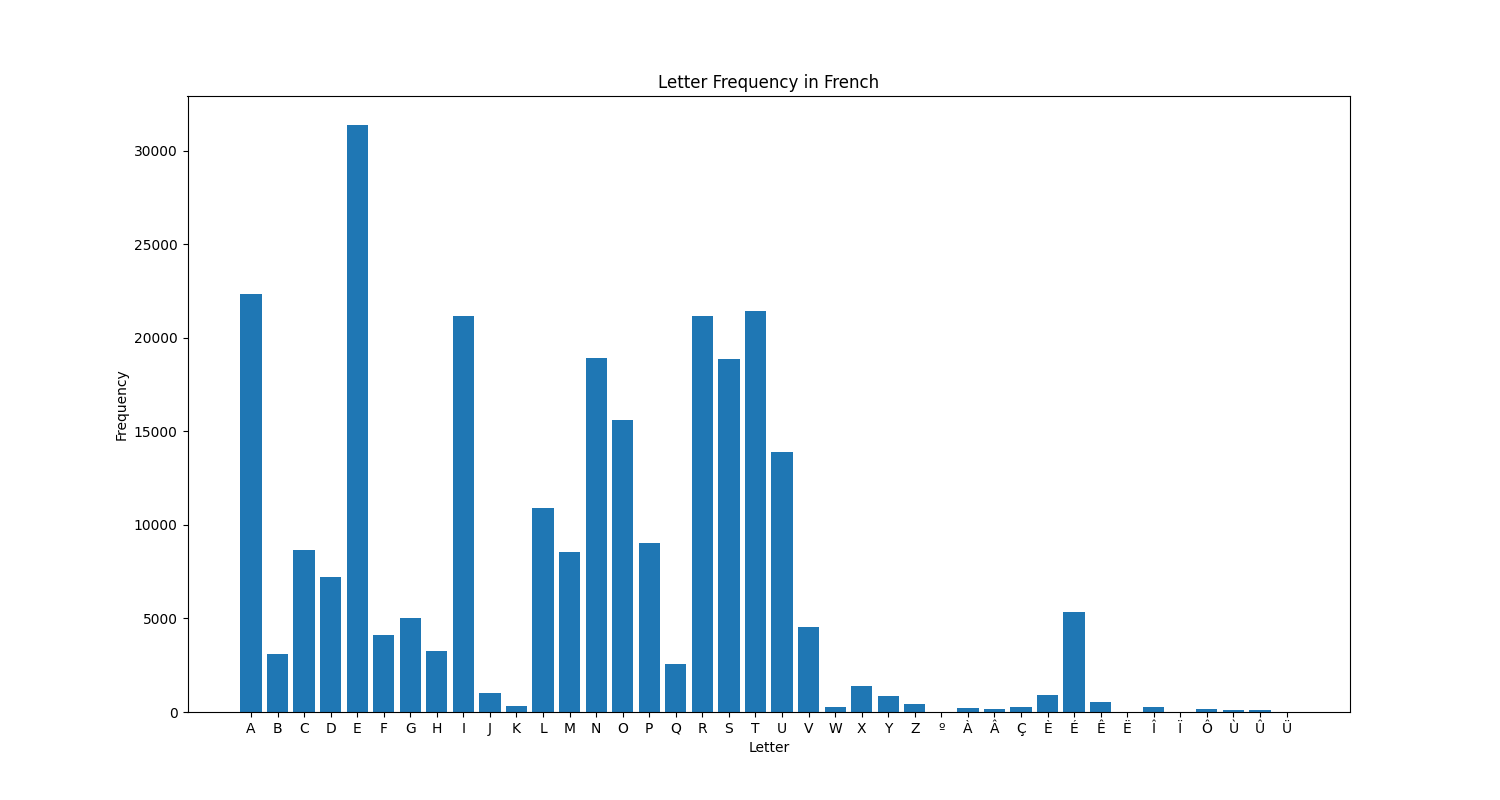 Letter Frequency in French
Frequency
30000
25000
20000
15000
10000
5000
0
A B C D E F G H I J K L M N O P Q R S T U V W X Y Z º À Â Ç È É Ê Ë Î Ï Ô Ù Û Ü
Letter